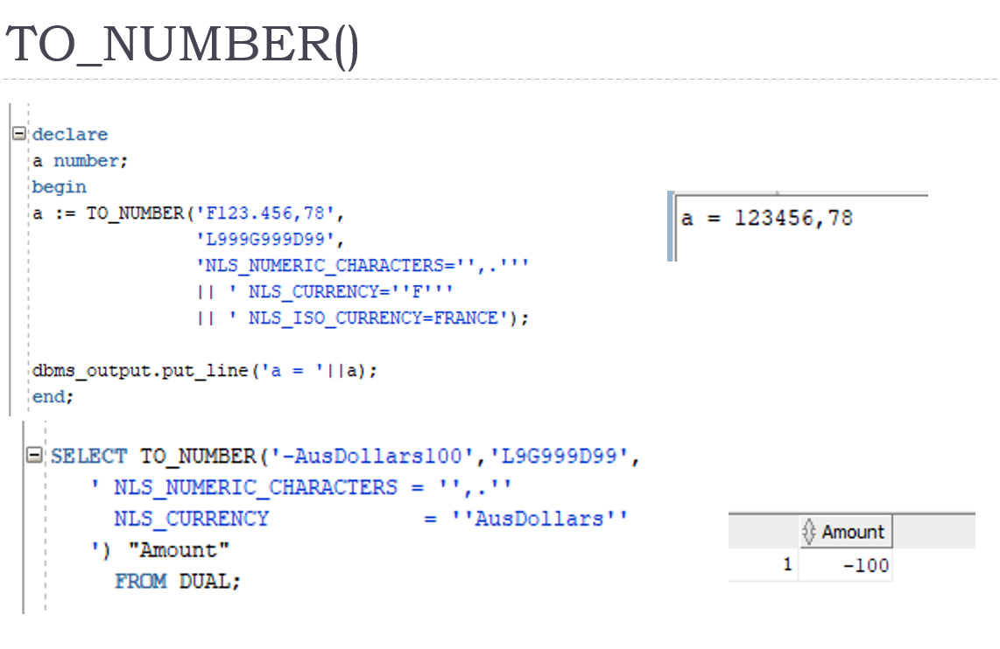 TO_NUMBER()
declare
a number;
begin
a := TO_NUMBER('F123.456,78',
'L999G999D99',
'NLS_NUMERIC_CHARACTERS='',.'''
|| ' NLS_CURRENCY=''F'''
|| ' NLS_ISO_CURRENCY=FRANCE');
dbms_output.put_line('a = '||a);
end;
a = 123456,78
SELECT TO_NUMBER('-AusDollars100','L9G999D99',
' NLS_NUMERIC_CHARACTERS = '',.''
NLS_CURRENCY = ''AusDollars''
') "Amount"
FROM DUAL;
Amount
1 -100